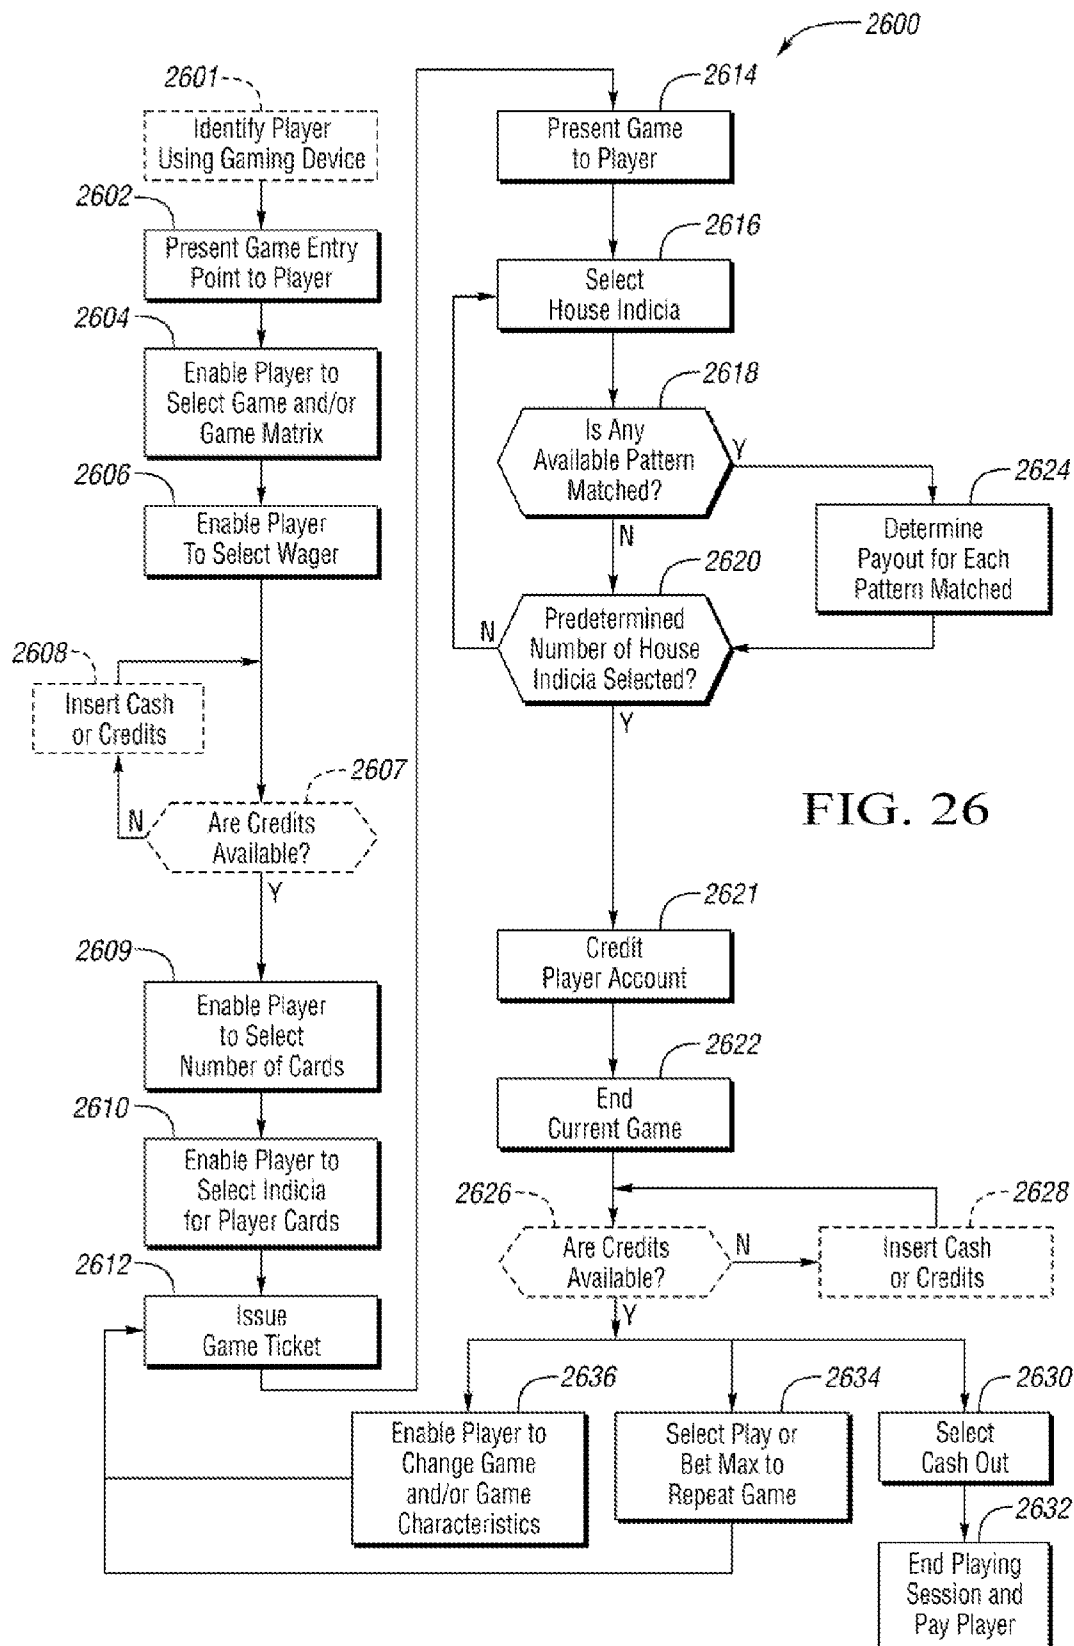 2600
2601
Identify Player
Using Gaming Device
2602
Present Game Entry
Point to Player
2604
Enable Player to
Select Game and/or
Game Matrix
2606
Enable Player
To Select Wager
2608
Insert Cash
or Credits
2607
N
Are Credits
Available?
Y
2609
Enable Player
to Select
Number of Cards
2610
Enable Player to
Select Indicia
for Player Cards
2612
Issue
Game Ticket
2614
Present Game
to Player
2616
Select
House Indicia
2618
Is Any
Available Pattern
Matched?
Y
N
2624
Determine
Payout for Each
Pattern Matched
2620
Predetermined
Number of House
Indicia Selected?
N
Y
FIG. 26
2621
Credit
Player Account
2622
End
Current Game
2626
Are Credits
Available?
N
Y
2628
Insert Cash
or Credits
2636
Enable Player to
Change Game
and/or Game
Characteristics
2634
Select Play or
Bet Max to
Repeat Game
2630
Select
Cash Out
2632
End Playing
Session and
Pay Player